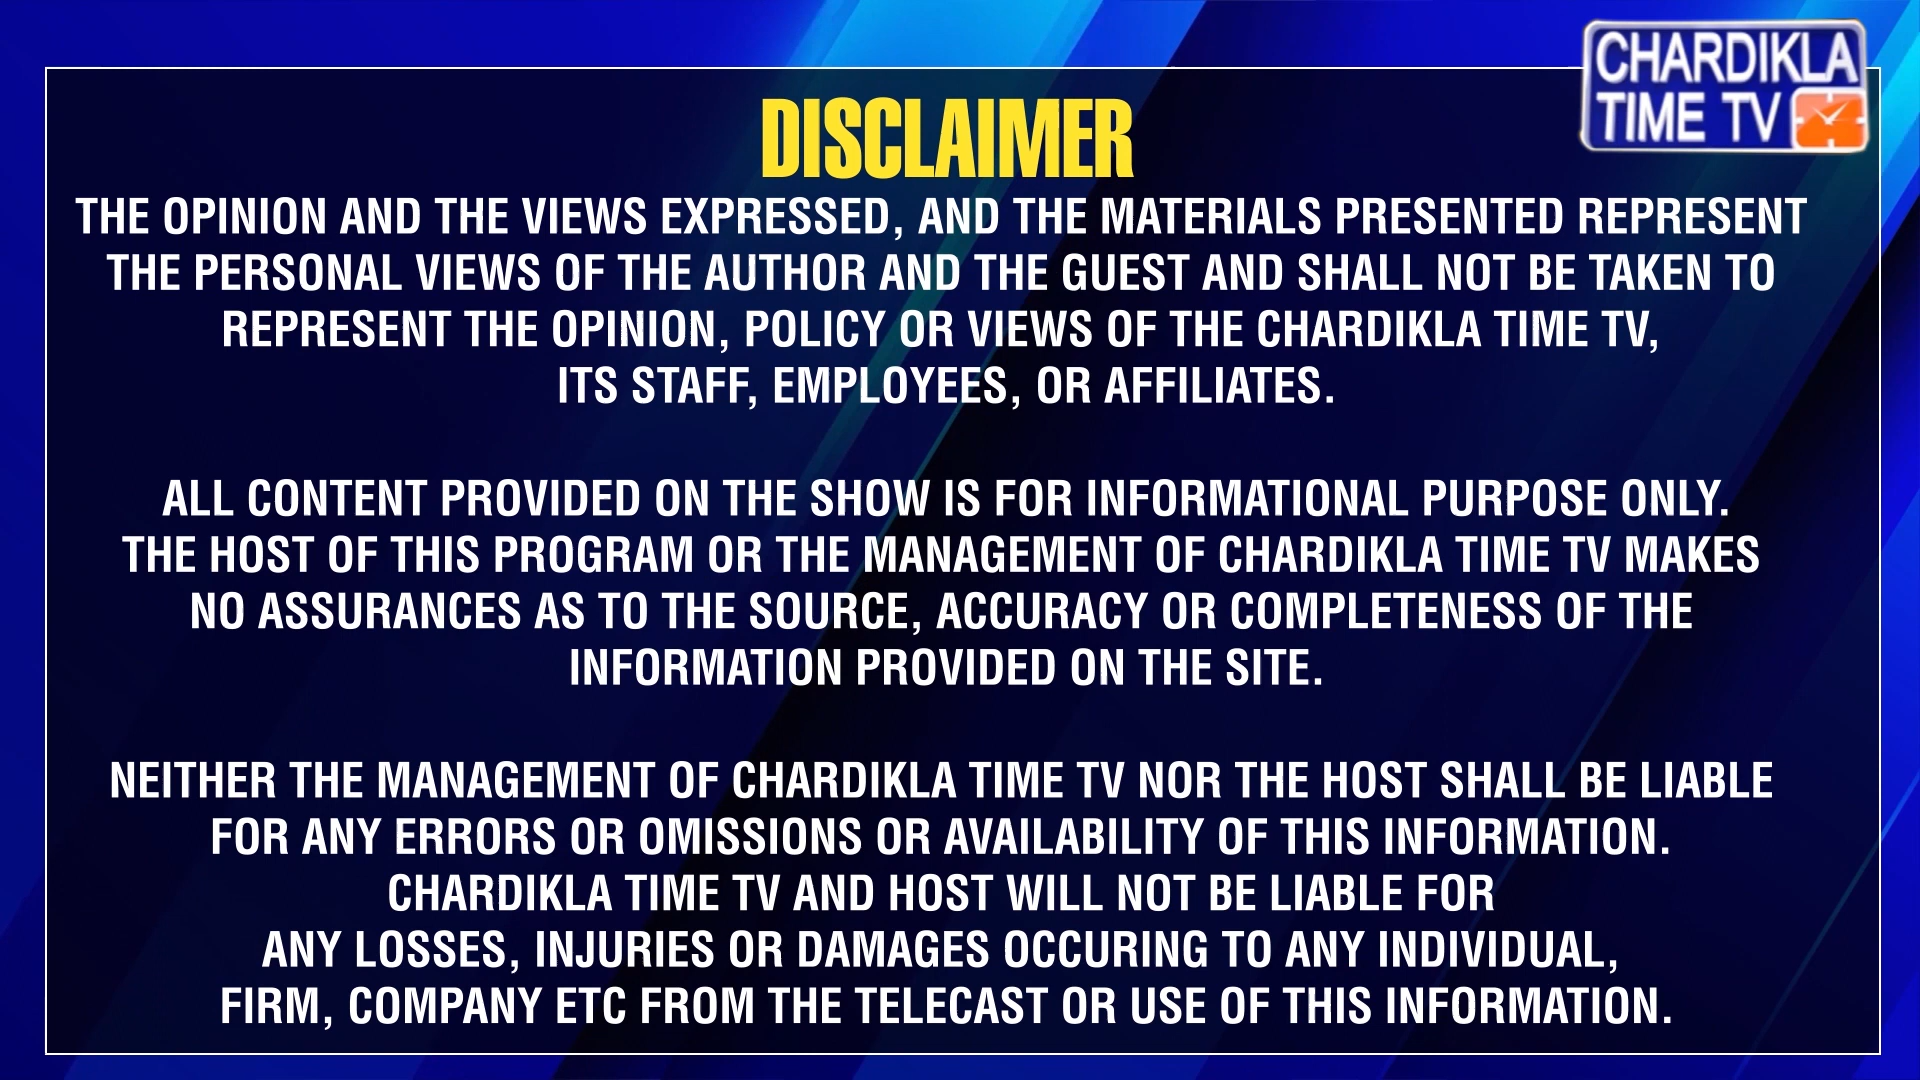 CHARDIKLA
TIME TV
DISCLAIMER
THE OPINION AND THE VIEWS EXPRESSED, AND THE MATERIALS PRESENTED REPRESENT
THE PERSONAL VIEWS OF THE AUTHOR AND THE GUEST AND SHALL NOT BE TAKEN TO
REPRESENT THE OPINION, POLICY OR VIEWS OF THE CHARDIKLA TIME TV,
ITS STAFF, EMPLOYEES, OR AFFILIATES.
ALL CONTENT PROVIDED ON THE SHOW IS FOR INFORMATIONAL PURPOSE ONLY.
THE HOST OF THIS PROGRAM OR THE MANAGEMENT OF CHARDIKLA TIME TV MAKES
NO ASSURANCES AS TO THE SOURCE, ACCURACY OR COMPLETENESS OF THE
INFORMATION PROVIDED ON THE SITE.
NEITHER THE MANAGEMENT OF CHARDIKLA TIME TV NOR THE HOST SHALL BE LIABLE
FOR ANY ERRORS OR OMISSIONS OR AVAILABILITY OF THIS INFORMATION.
CHARDIKLA TIME TV AND HOST WILL NOT BE LIABLE FOR
ANY LOSSES, INJURIES OR DAMAGES OCCURING TO ANY INDIVIDUAL,
FIRM, COMPANY ETC FROM THE TELECAST OR USE OF THIS INFORMATION.